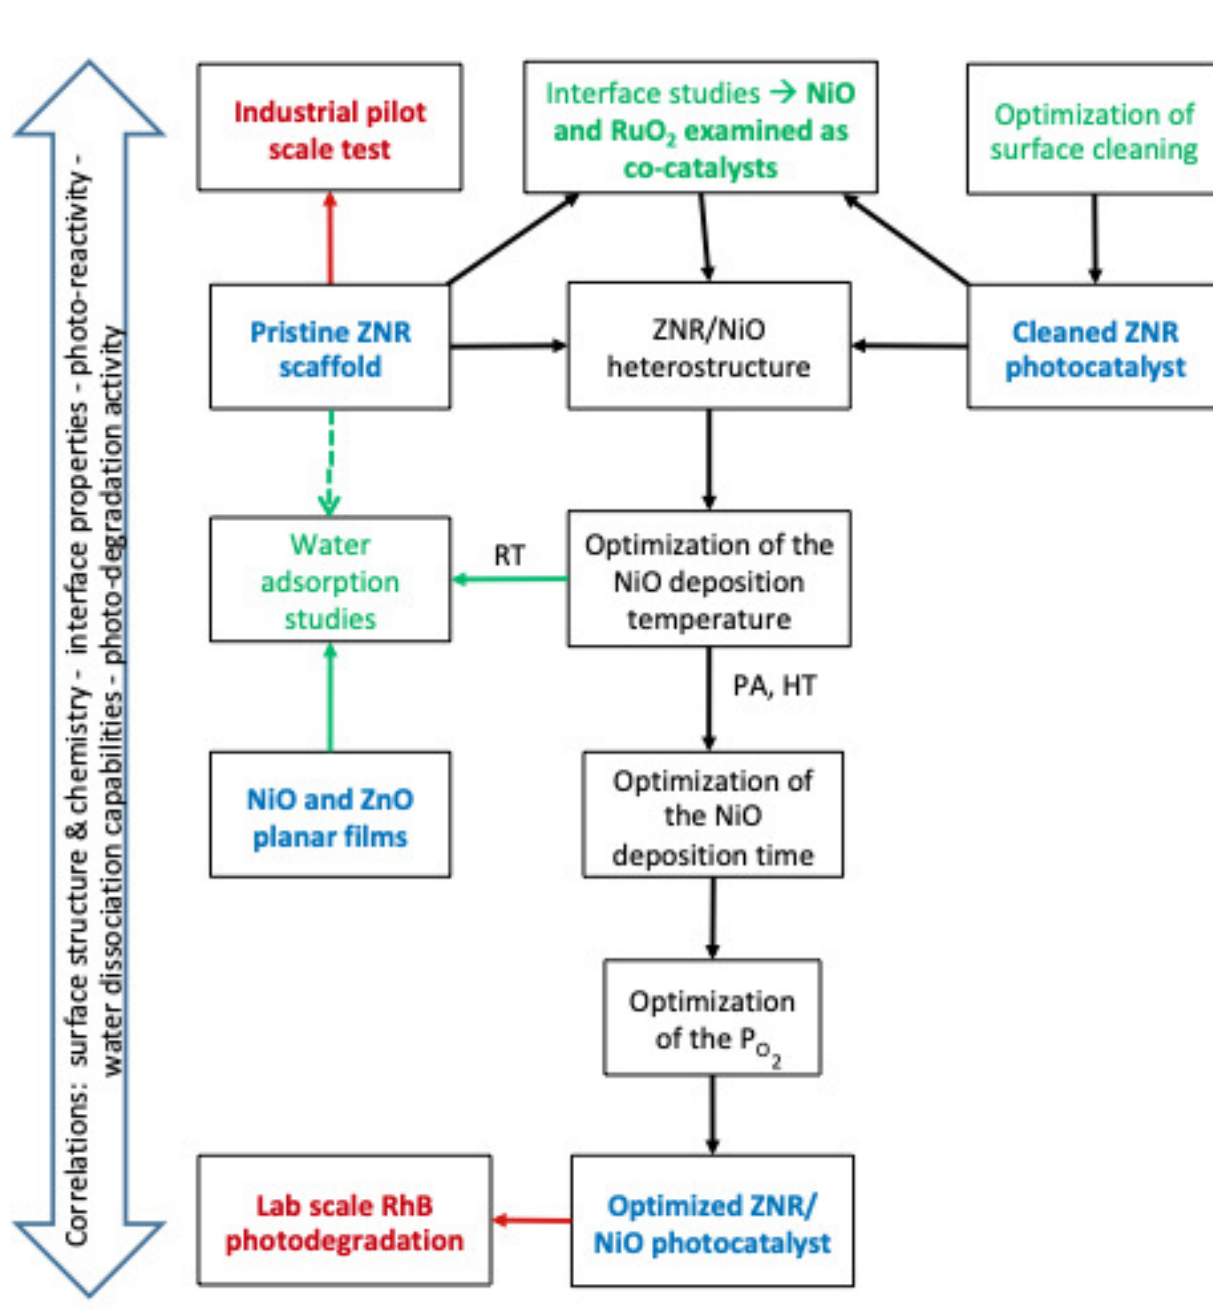 Industrial pilot
scale test
Interface studies → NiO
and RuO₂ examined as
co-catalysts
Optimization of
surface cleaning
Pristine ZNR
scaffold
ZNR/NiO
heterostructure
Cleaned ZNR
photocatalyst
Water
adsorption
studies
RT
Optimization of the
NiO deposition
temperature
PA, HT
NiO and ZnO
planar films
Optimization of
the NiO
deposition time
Optimization
of the P_O₂
Lab scale RhB
photodegradation
Optimized ZNR/
NiO photocatalyst
Correlations: surface structure & chemistry - interface properties - photo-reactivity -
water dissociation capabilities - photo-degradation activity